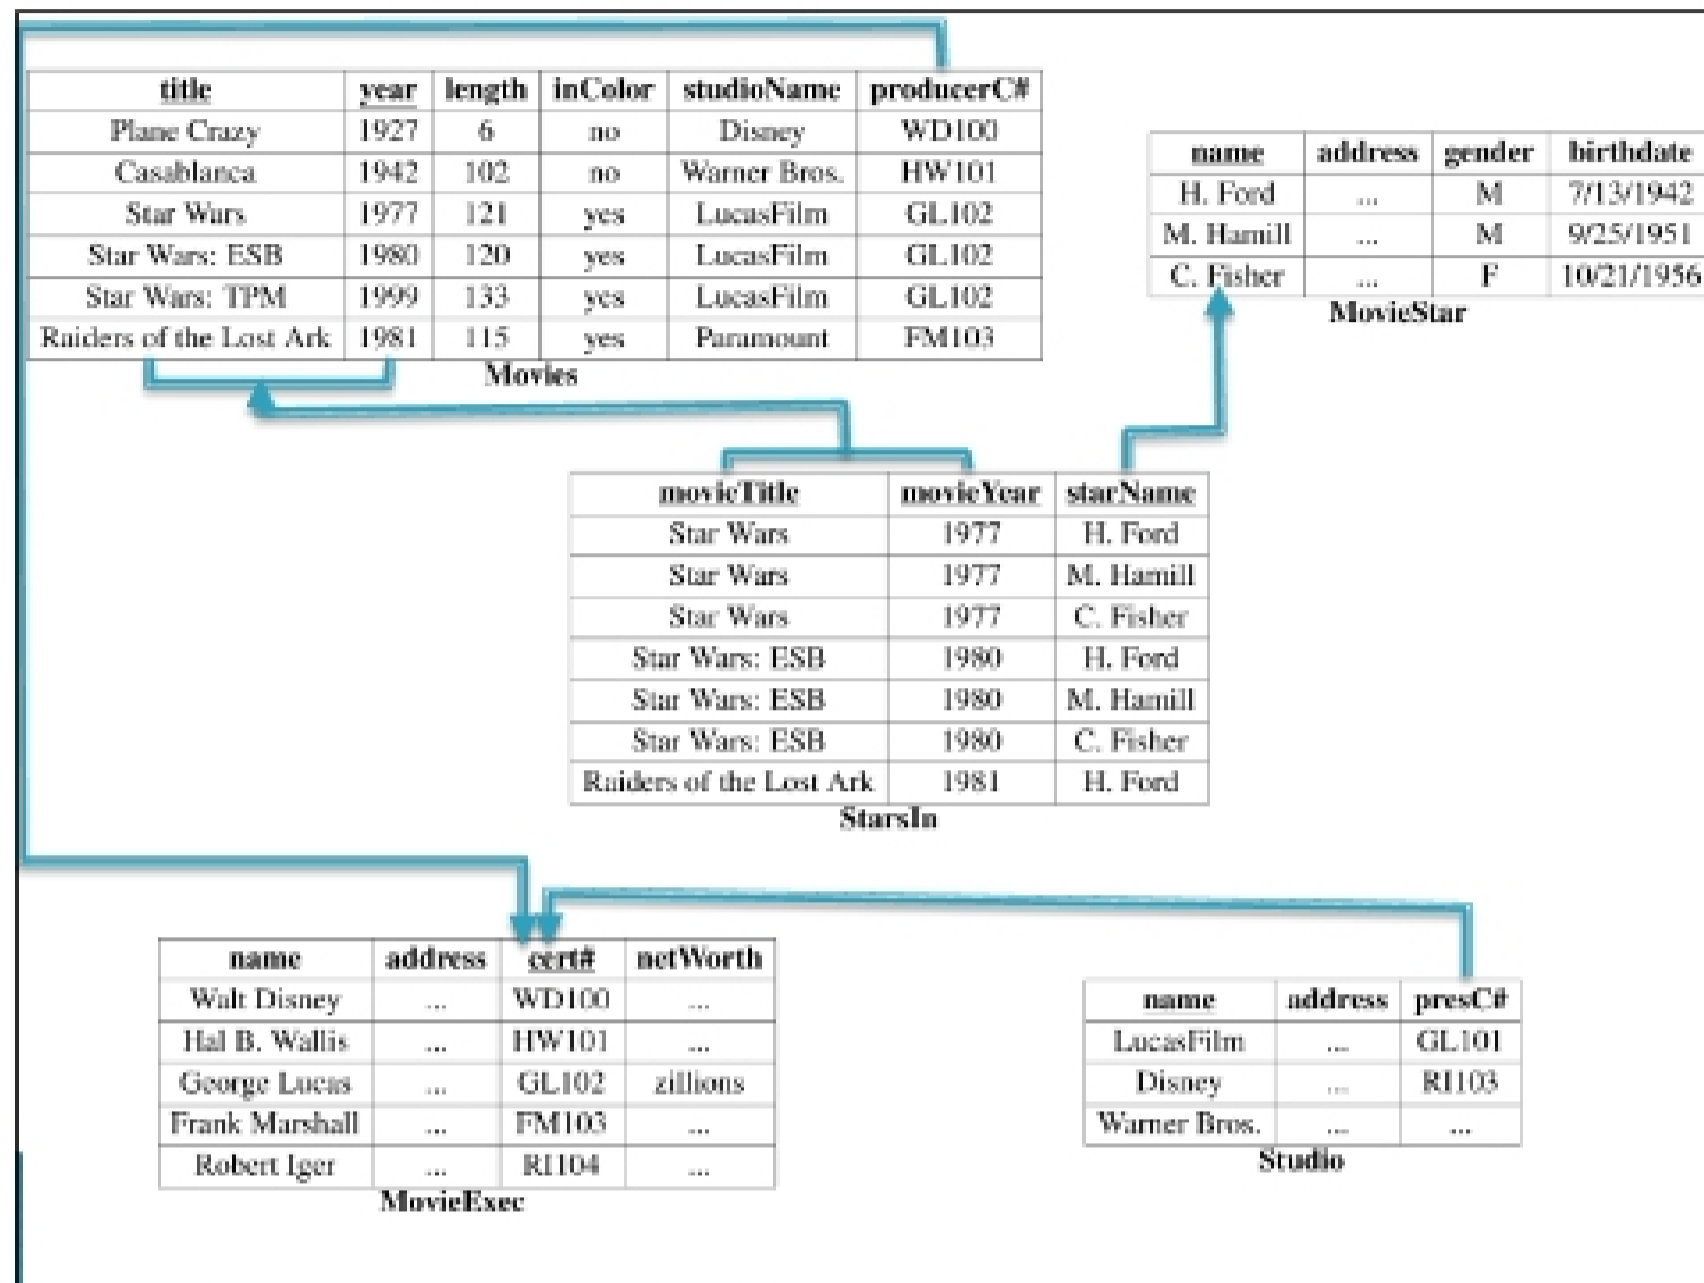 title year length inColor studioName producerC#
Plane Crazy 1927 6 no Disney WD100
Casablanca 1942 102 no Warner Bros. HW101
Star Wars 1977 121 yes LucasFilm GL102
Star Wars: ESB 1980 120 yes LucasFilm GL102
Star Wars: TPM 1999 133 yes LucasFilm GL102
Raiders of the Lost Ark 1981 115 yes Paramount FM103
Movies
name address gender birthdate
H. Ford ... M 7/13/1942
M. Hamill ... M 9/25/1951
C. Fisher ... F 10/21/1956
MovieStar
movieTitle movieYear starName
Star Wars 1977 H. Ford
Star Wars 1977 M. Hamill
Star Wars 1977 C. Fisher
Star Wars: ESB 1980 H. Ford
Star Wars: ESB 1980 M. Hamill
Star Wars: ESB 1980 C. Fisher
Raiders of the Lost Ark 1981 H. Ford
StarsIn
name address cert# netWorth
Walt Disney ... WD100 ...
Hal B. Wallis ... HW101 ...
George Lucas ... GL102 zillions
Frank Marshall ... FM103 ...
Robert Iger ... RI104 ...
MovieExec
name address presC#
LucasFilm ... GL101
Disney ... RI103
Warner Bros. ... ...
Studio